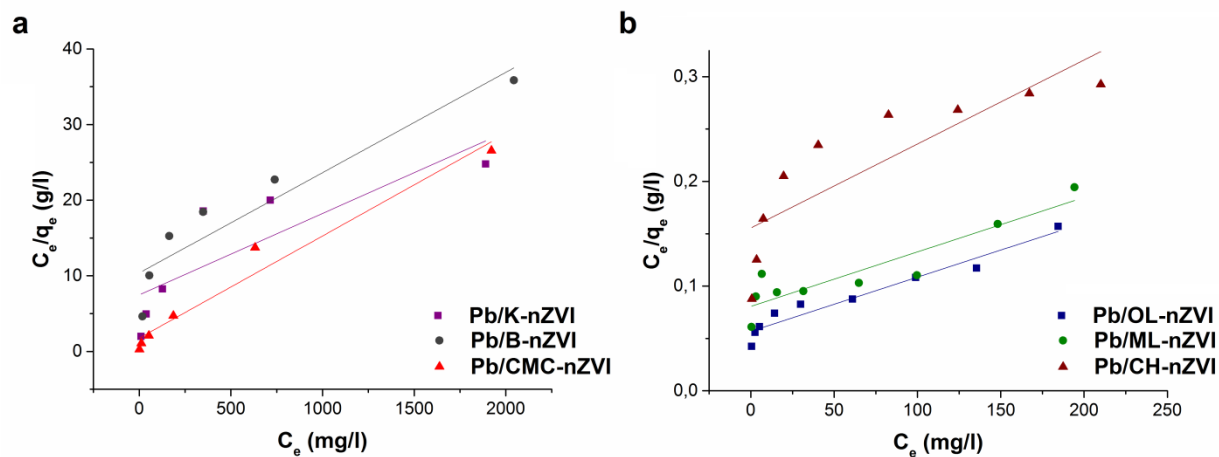 a
40
30
20
10
0
C_e/q_e (g/l)
0 500 1000 1500 2000
C_e (mg/l)
Pb/K-nZVI
Pb/B-nZVI
Pb/CMC-nZVI
b
0,3
0,2
0,1
0,0
C_e/q_e (g/l)
0 50 100 150 200 250
C_e (mg/l)
Pb/OL-nZVI
Pb/ML-nZVI
Pb/CH-nZVI